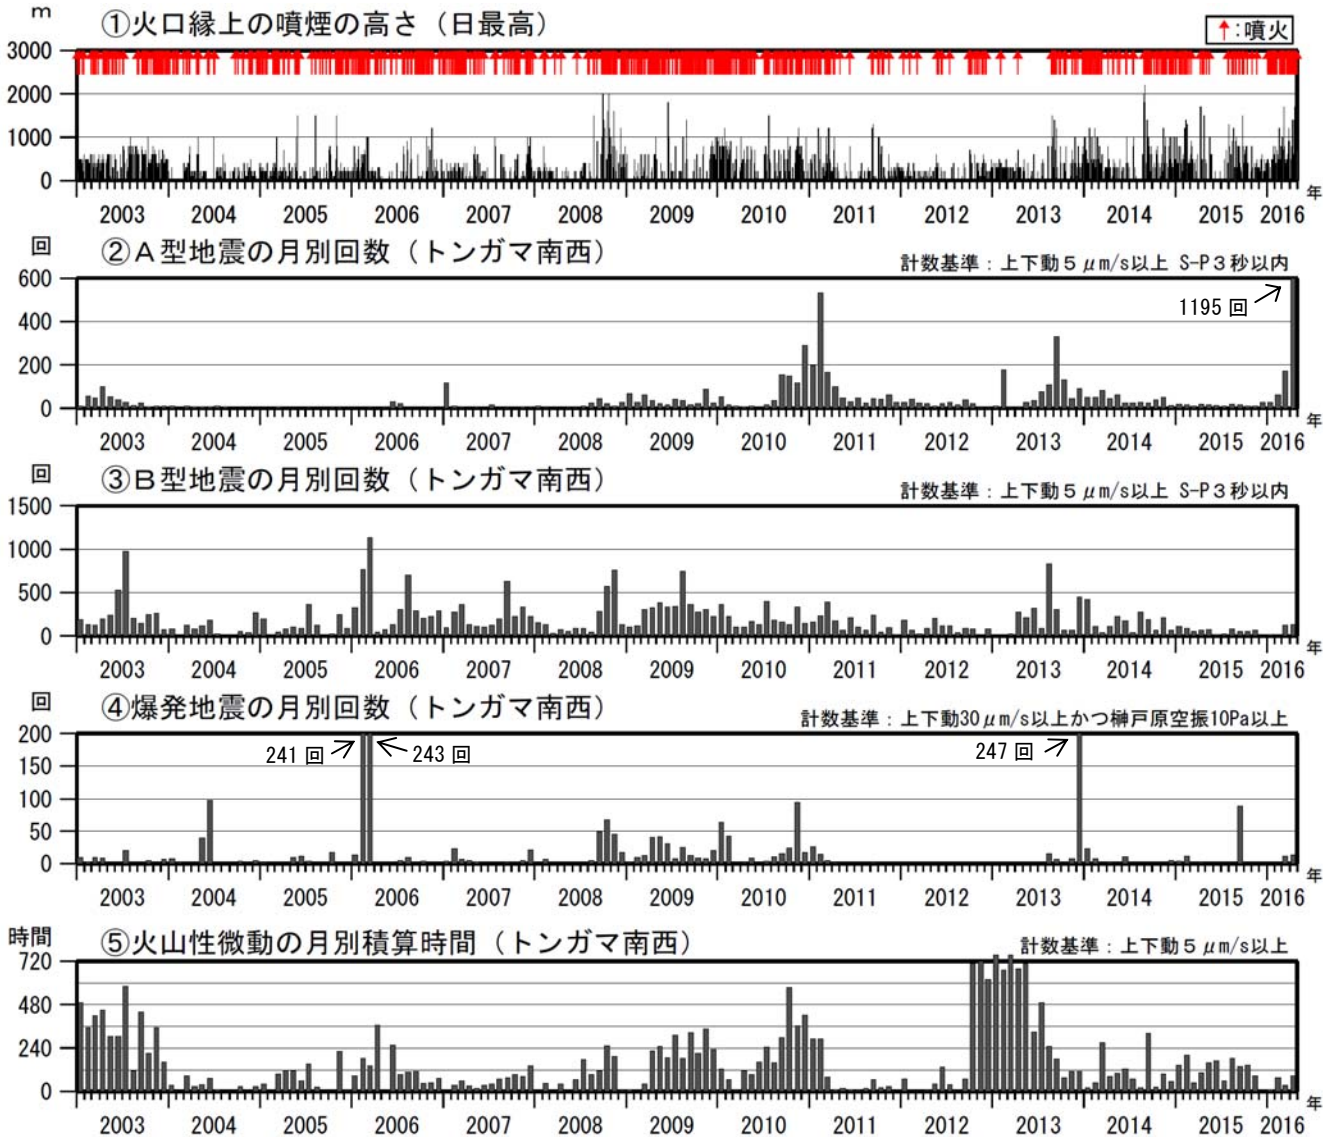 m ①火口縁上の噴煙の高さ（日最高） ↑:噴火
3000
2000
1000
0
2003 2004 2005 2006 2007 2008 2009 2010 2011 2012 2013 2014 2015 2016 年
回 ②Ａ型地震の月別回数（トンガマ南西） 計数基準：上下動５μm/s以上 S-P３秒以内
600
1195 回
400
200
0
2003 2004 2005 2006 2007 2008 2009 2010 2011 2012 2013 2014 2015 2016 年
回 ③Ｂ型地震の月別回数（トンガマ南西） 計数基準：上下動５μm/s以上 S-P３秒以内
1500
1000
500
0
2003 2004 2005 2006 2007 2008 2009 2010 2011 2012 2013 2014 2015 2016 年
回 ④爆発地震の月別回数（トンガマ南西） 計数基準：上下動30μm/s以上かつ榊戸原空振10Pa以上
200
241 回 243 回 247 回
150
100
50
0
2003 2004 2005 2006 2007 2008 2009 2010 2011 2012 2013 2014 2015 2016 年
時間 ⑤火山性微動の月別積算時間（トンガマ南西） 計数基準：上下動５μm/s以上
720
480
240
0
2003 2004 2005 2006 2007 2008 2009 2010 2011 2012 2013 2014 2015 2016 年